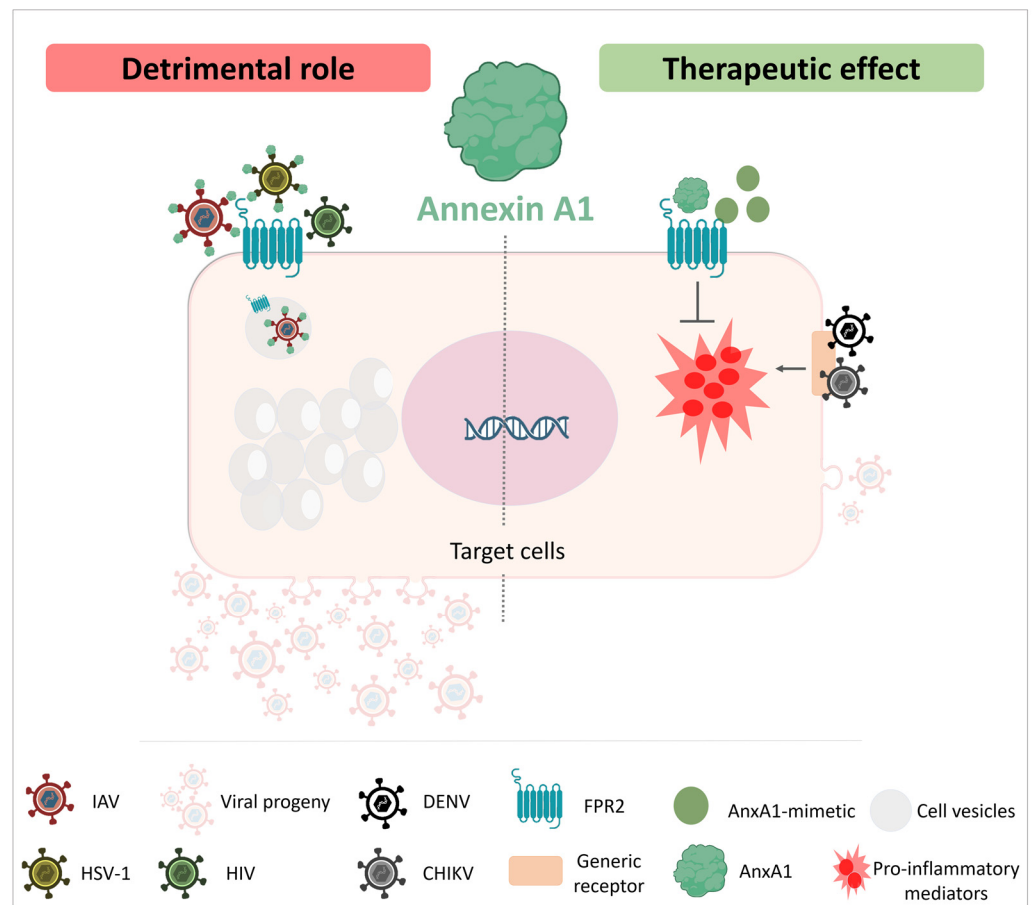 Detrimental role
Therapeutic effect
Annexin A1
Target cells
IAV
Viral progeny
DENV
FPR2
AnxA1-mimetic
Cell vesicles
HSV-1
HIV
CHIKV
Generic
receptor
AnxA1
Pro-inflammatory
mediators